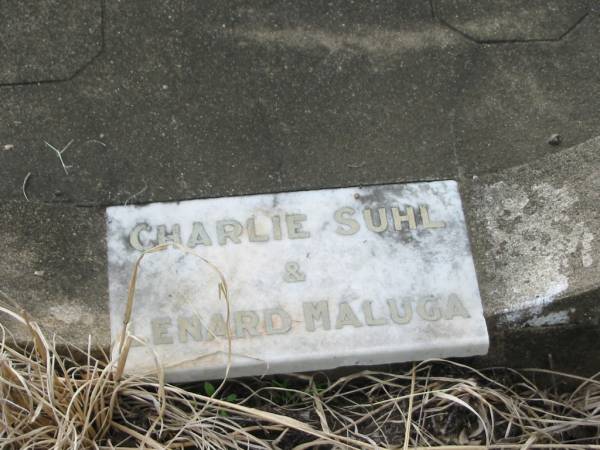 CHARLIE SUHL
&
ENARD MALUGA